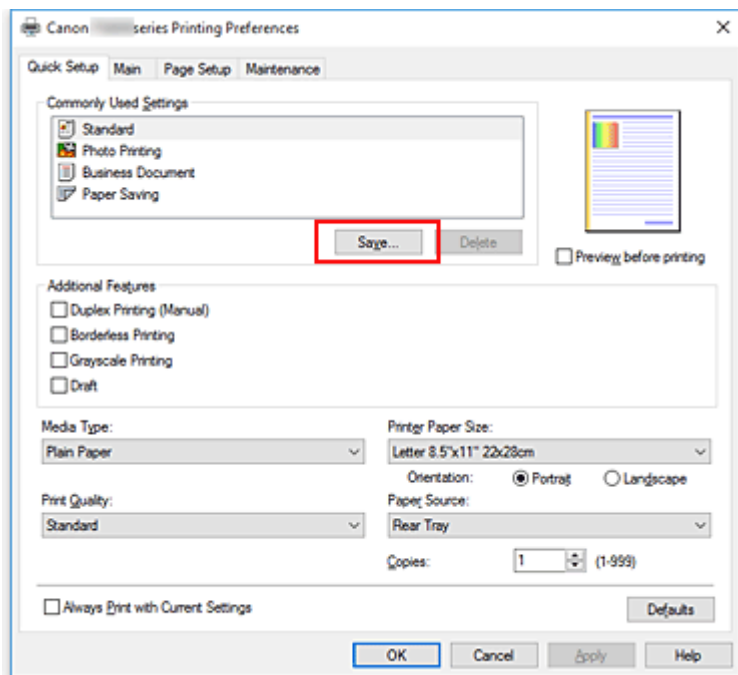 Canon series Printing Preferences
Quick Setup Main Page Setup Maintenance
Commonly Used Settings
Standard
Photo Printing
Business Document
Paper Saving
Save... Delete
Preview before printing
Additional Features
Duplex Printing (Manual)
Borderless Printing
Grayscale Printing
Draft
Media Type: Printer Paper Size:
Plain Paper Letter 8.5"x11" 22x28cm
Orientation: Portrait Landscape
Print Quality: Paper Source:
Standard Rear Tray
Copies: 1 (1-999)
Always Print with Current Settings Defaults
OK Cancel Apply Help